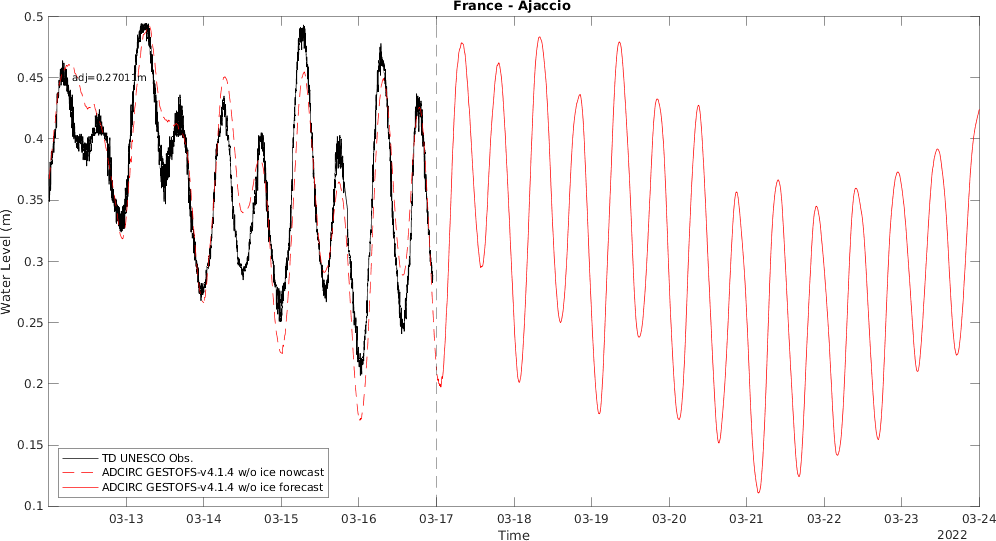 France - Ajaccio
0.5
0.45
0.4
0.35
0.3
0.25
0.2
0.15
0.1
Water Level (m)
adj=0.27011m
TD UNESCO Obs.
ADCIRC GESTOFS-v4.1.4 w/o ice nowcast
ADCIRC GESTOFS-v4.1.4 w/o ice forecast
03-13 03-14 03-15 03-16 03-17 03-18 03-19 03-20 03-21 03-22 03-23 03-24
Time
2022